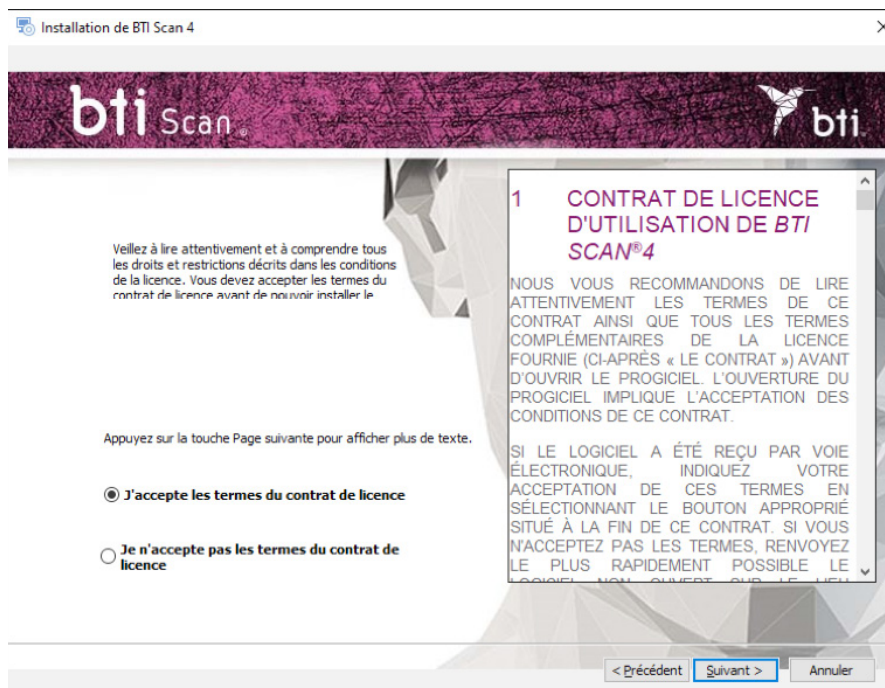 Installation de BTI Scan 4
bti Scan®
bti
Veillez à lire attentivement et à comprendre tous
les droits et restrictions décrits dans les conditions
de la licence. Vous devez accepter les termes du
contrat de licence avant de pouvoir installer le
Appuyez sur la touche Page suivante pour afficher plus de texte.
J'accepte les termes du contrat de licence
Je n'accepte pas les termes du contrat de
licence
1 CONTRAT DE LICENCE
D'UTILISATION DE BTI
SCAN®4
NOUS VOUS RECOMMANDONS DE LIRE
ATTENTIVEMENT LES TERMES DE CE
CONTRAT AINSI QUE TOUS LES TERMES
COMPLÉMENTAIRES DE LA LICENCE
FOURNIE (CI-APRÈS « LE CONTRAT ») AVANT
D'OUVRIR LE PROGICIEL. L'OUVERTURE DU
PROGICIEL IMPLIQUE L'ACCEPTATION DES
CONDITIONS DE CE CONTRAT.
SI LE LOGICIEL A ÉTÉ REÇU PAR VOIE
ÉLECTRONIQUE, INDIQUEZ VOTRE
ACCEPTATION DE CES TERMES EN
SÉLECTIONNANT LE BOUTON APPROPRIÉ
SITUÉ À LA FIN DE CE CONTRAT. SI VOUS
N'ACCEPTEZ PAS LES TERMES, RENVOYEZ
LE PLUS RAPIDEMENT POSSIBLE LE
LOGICIEL NON OUVERT SUR LE LIEU
< Précédent Suivant > Annuler